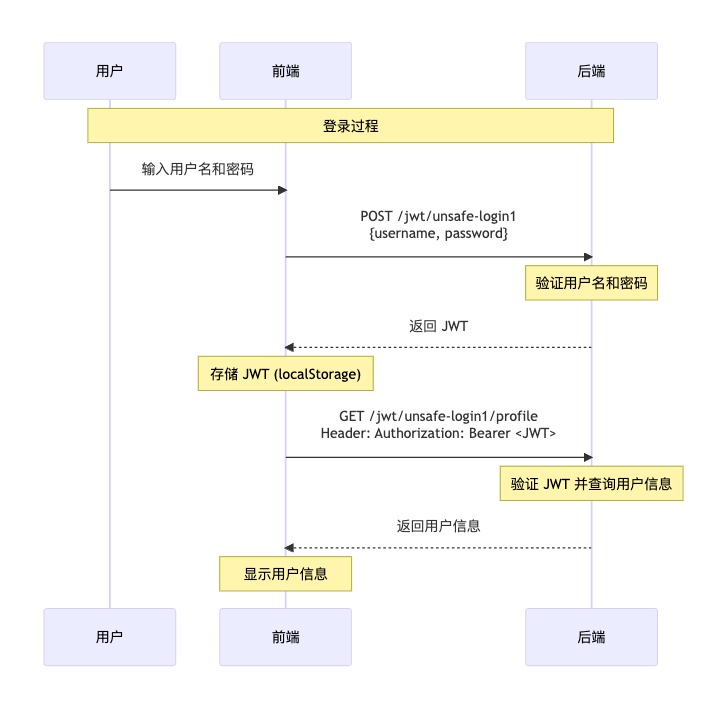 用户
前端
后端
登录过程
输入用户名和密码
POST /jwt/unsafe-login1
{username, password}
验证用户名和密码
返回 JWT
存储 JWT (localStorage)
GET /jwt/unsafe-login1/profile
Header: Authorization: Bearer <JWT>
验证 JWT 并查询用户信息
返回用户信息
显示用户信息
用户
前端
后端